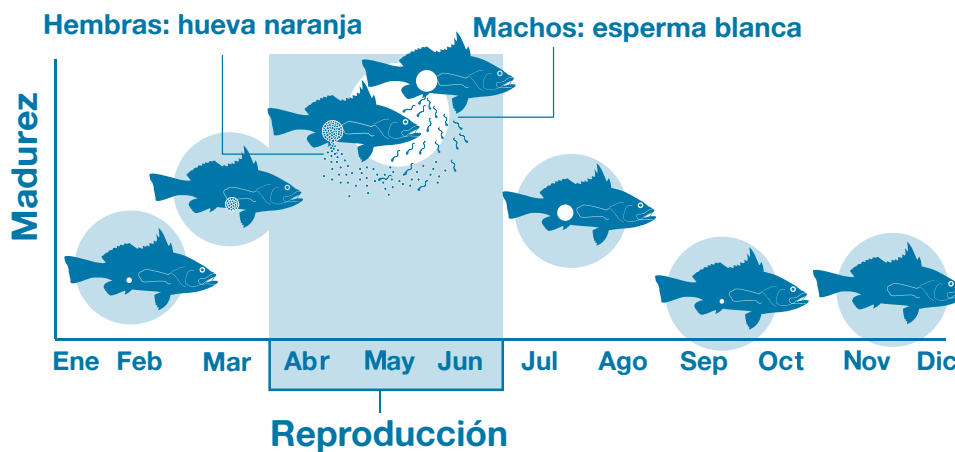 Hembras: hueva naranja
Machos: esperma blanca
Madurez
Ene Feb Mar Abr May Jun Jul Ago Sep Oct Nov Dic
Reproducción